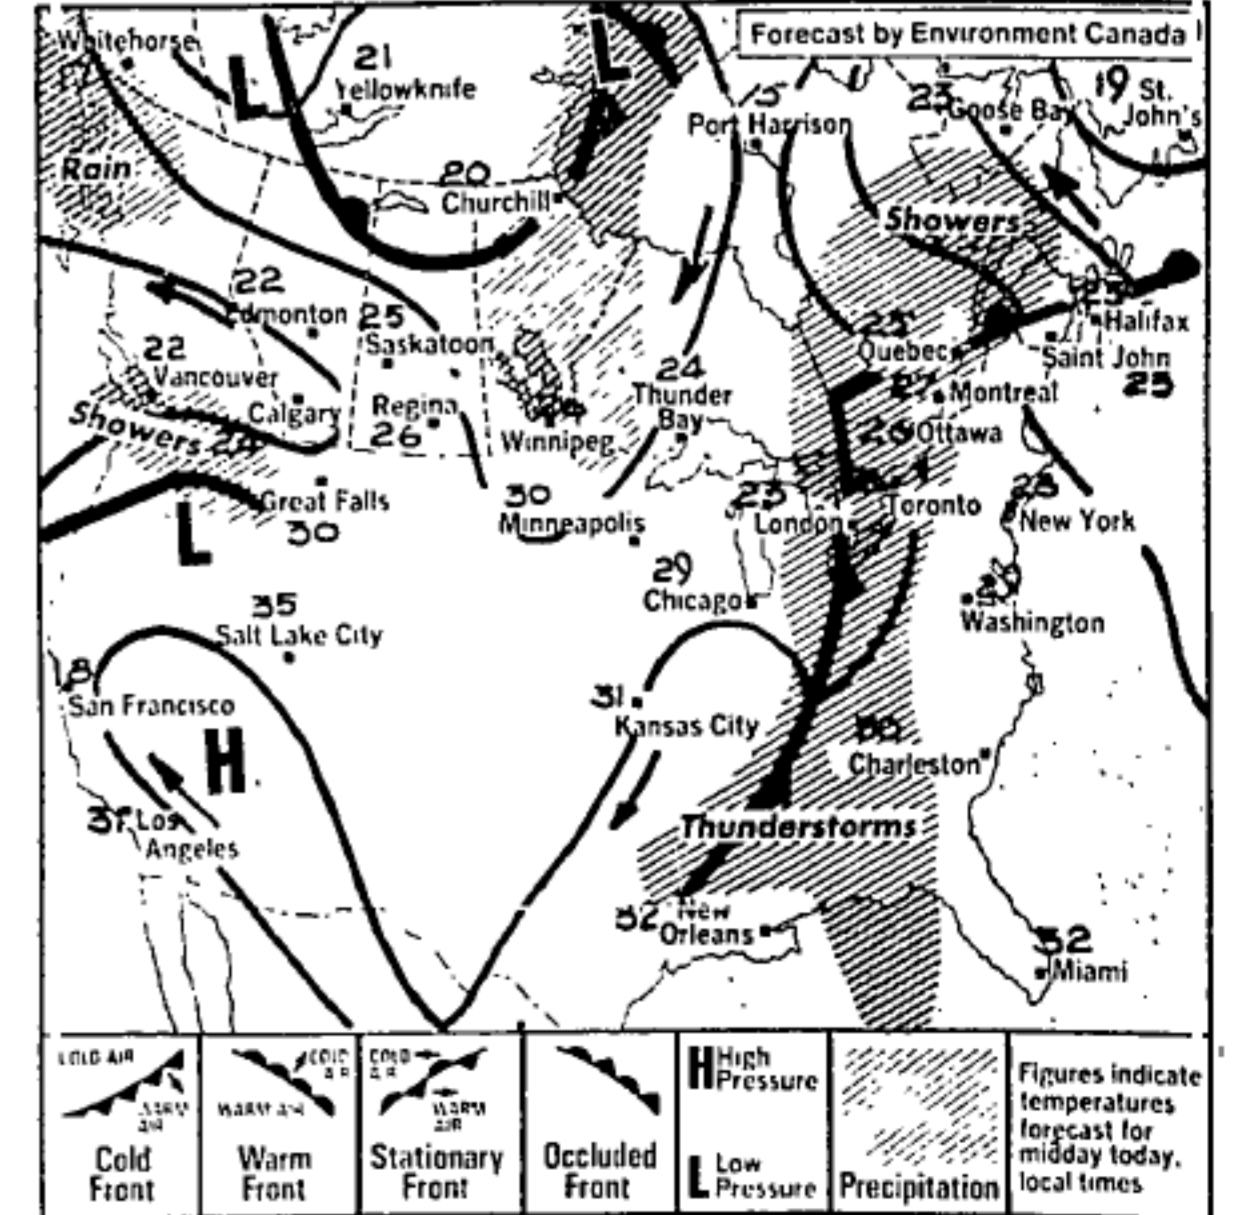 Forecast by Environment Canada
Whitehorse
L
21
Yellowknife
L
5
Port Harrison
23
Goose Bay
19 St.
John's
Rain
20
Churchill
Showers
22
Edmonton
25
Saskatoon
22
Vancouver
Calgary
Regina
26
Winnipeg
24
Thunder
Bay
Quebec
Halifax
Saint John
25
Montreal
Ottawa
Showers 24
Great Falls
30
L
30
Minneapolis
23
London
Toronto
28
New York
29
Chicago
Washington
35
Salt Lake City
San Francisco
31
Kansas City
H
30
Charleston
Los
Angeles
Thunderstorms
32 New
Orleans
32
Miami
COLD AIR
WARM
AIR
Cold
Front
COLD
AIR
WARM AIR
Warm
Front
COLD
AIR
WARM
AIR
Stationary
Front
Occluded
Front
H High
Pressure
L Low
Pressure
Precipitation
Figures indicate
temperatures
forecast for
midday today,
local times